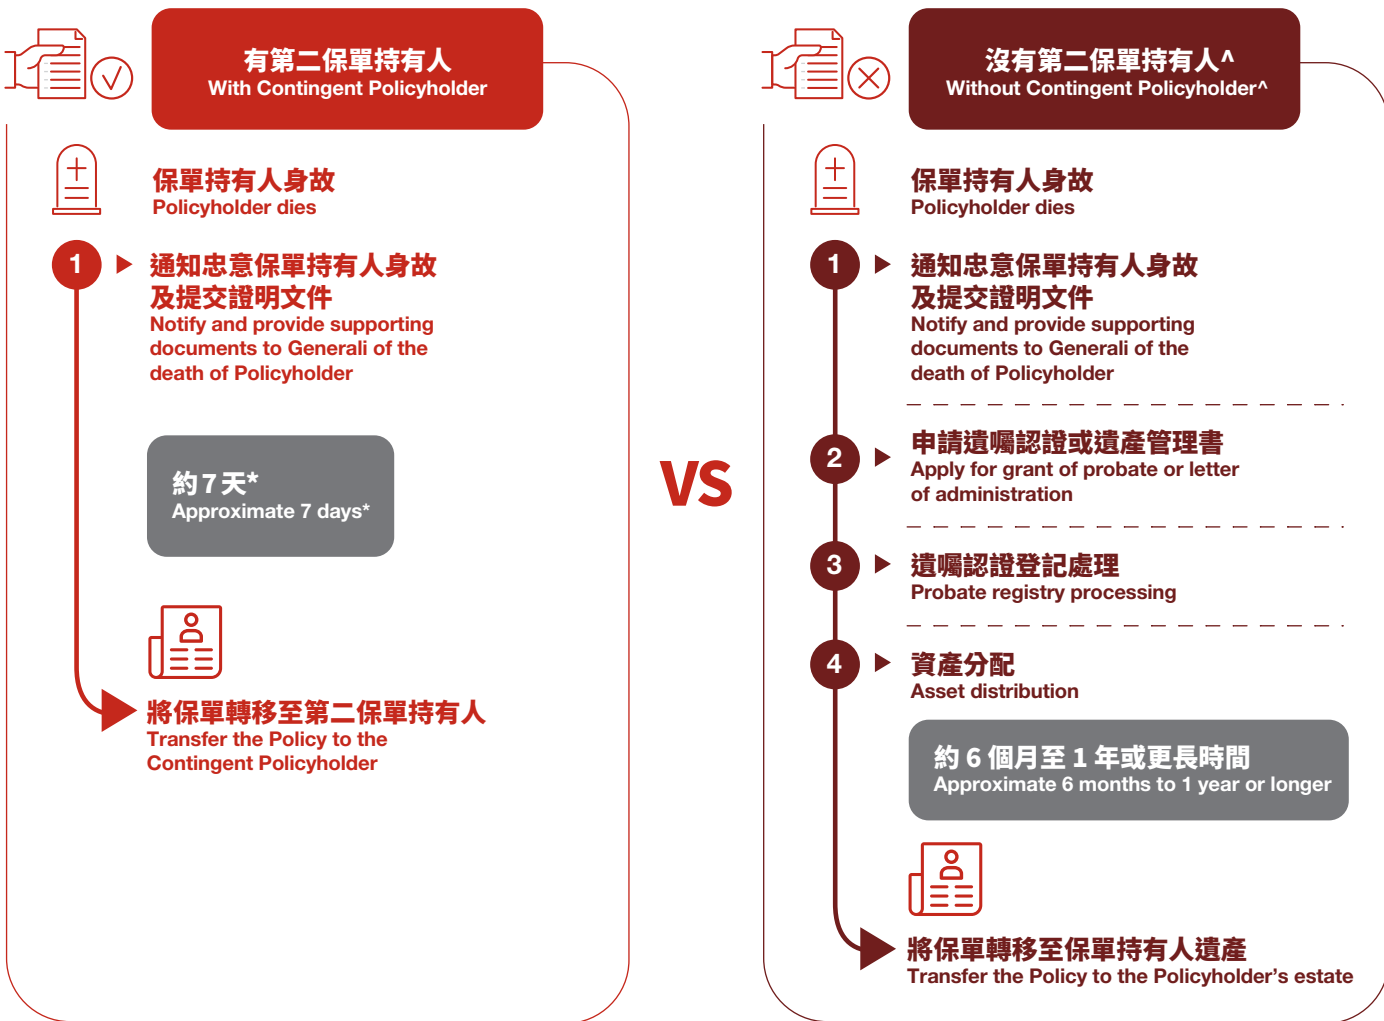 有第二保單持有人
With Contingent Policyholder
保單持有人身故
Policyholder dies
1
通知忠意保單持有人身故
及提交證明文件
Notify and provide supporting
documents to Generali of the
death of Policyholder
約7天*
Approximate 7 days*
將保單轉移至第二保單持有人
Transfer the Policy to the
Contingent Policyholder
VS
沒有第二保單持有人^
Without Contingent Policyholder^
保單持有人身故
Policyholder dies
1
通知忠意保單持有人身故
及提交證明文件
Notify and provide supporting
documents to Generali of the
death of Policyholder
2
申請遺囑認證或遺產管理書
Apply for grant of probate or letter
of administration
3
遺囑認證登記處理
Probate registry processing
4
資產分配
Asset distribution
約 6 個月至 1 年或更長時間
Approximate 6 months to 1 year or longer
將保單轉移至保單持有人遺產
Transfer the Policy to the Policyholder’s estate